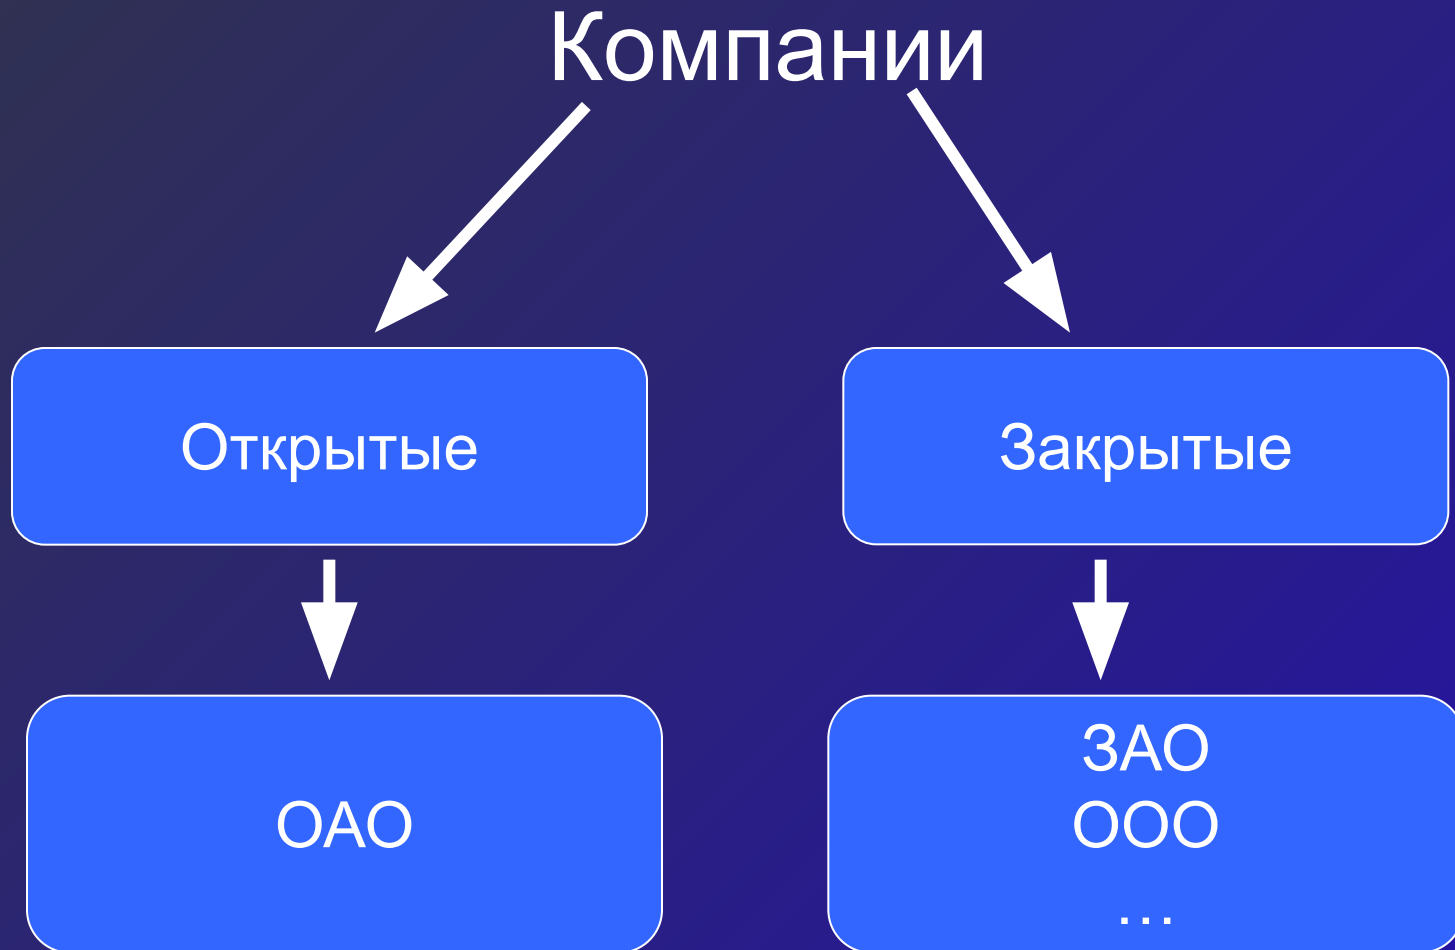 Компании
Открытые
Закрытые
ОАО
ЗАО
ООО
…